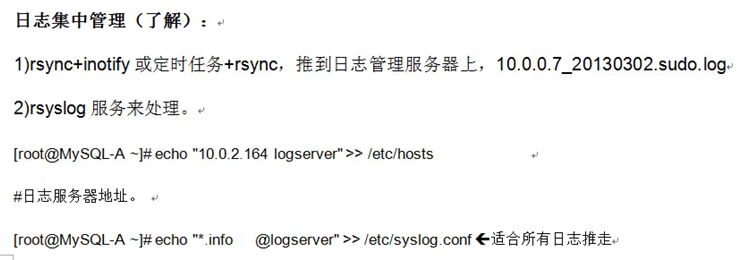 日志集中管理（了解）：
1)rsync+inotify 或定时任务+rsync，推到日志管理服务器上，10.0.0.7_20130302.sudo.log
2)rsyslog 服务来处理。
[root@MySQL-A ~]# echo "10.0.2.164 logserver" >> /etc/hosts
#日志服务器地址。
[root@MySQL-A ~]# echo "*.info    @logserver" >> /etc/syslog.conf 🡨适合所有日志推走